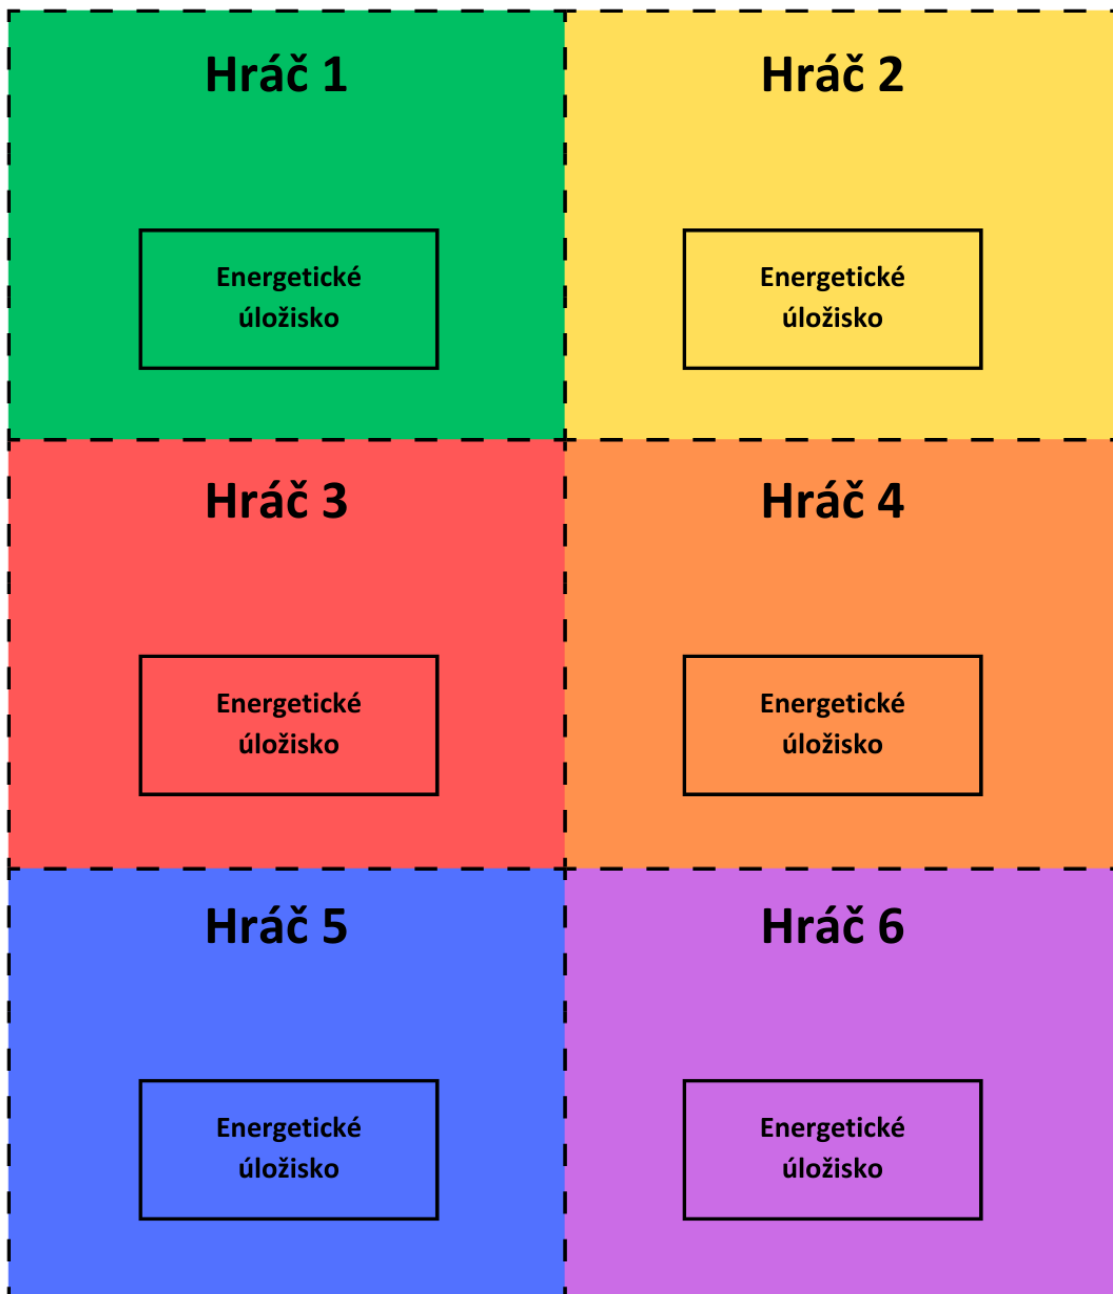 Hráč 1
Energetické
úložisko
Hráč 2
Energetické
úložisko
Hráč 3
Energetické
úložisko
Hráč 4
Energetické
úložisko
Hráč 5
Energetické
úložisko
Hráč 6
Energetické
úložisko